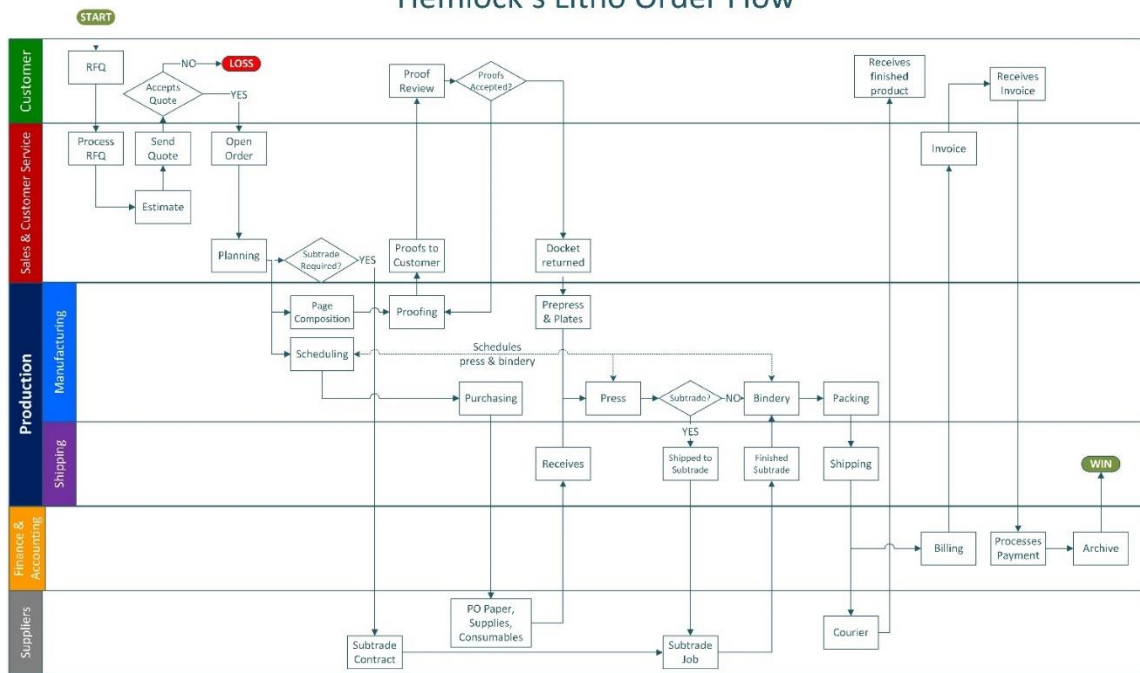 Hemlock's Litho Order Flow
START
Customer
RFQ
NO
LOSS
Accepts
Quote
YES
Proof
Review
Proofs
Accepted?
Receives
finished
product
Receives
Invoice
Sales & Customer Service
Process
RFQ
Send
Quote
Open
Order
Invoice
Estimate
Planning
Subtrade
Required?
YES
Proofs to
Customer
Docket
returned
Production
Manufacturing
Page
Composition
Proofing
Prepress
& Plates
Scheduling
Schedules
press & bindery
Purchasing
Press
Subtrade?
NO
Bindery
Packing
YES
Shipping
Receives
Shipped to
Subtrade
Finished
Subtrade
Shipping
WIN
Finance &
Accounting
Billing
Processes
Payment
Archive
Suppliers
PO Paper,
Supplies,
Consumables
Courier
Subtrade
Contract
Subtrade
Job